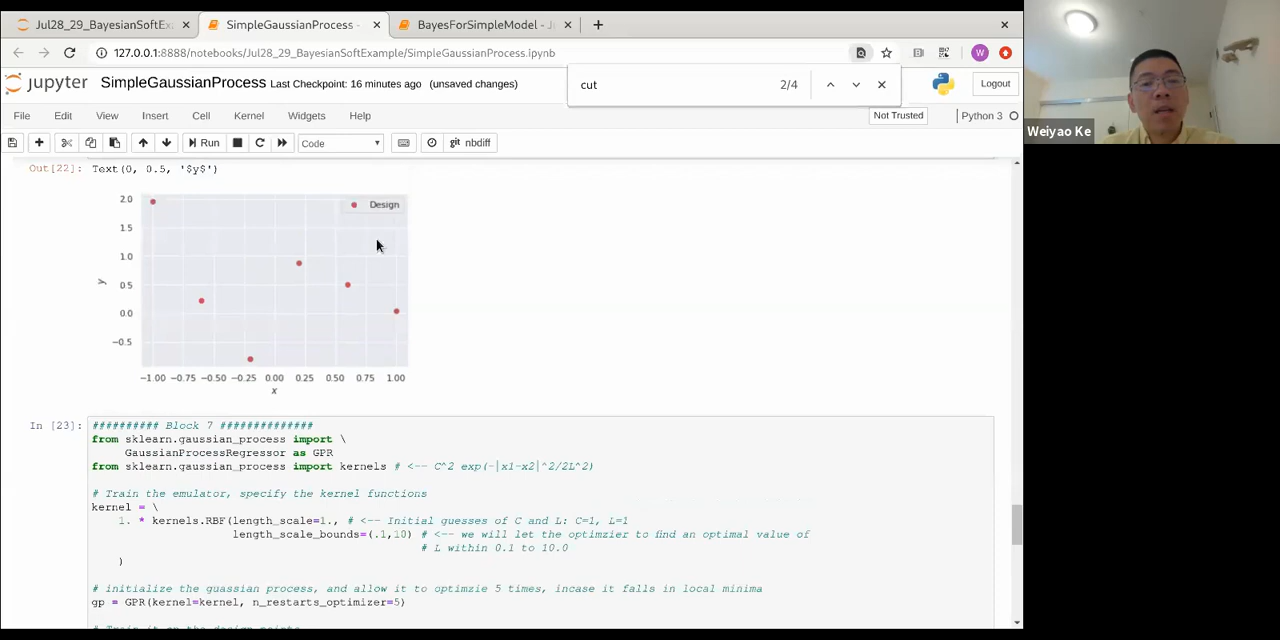 Jul28_29_BayesianSoftEx
SimpleGaussianProcess -
BayesForSimpleModel - J
127.0.0.1:8888/notebooks/Jul28_29_BayesianSoftExample/SimpleGaussianProcess.ipynb
W
cut
2/4
jupyter
SimpleGaussianProcess Last Checkpoint: 16 minutes ago (unsaved changes)
Logout
Weiyao Ke
File Edit View Insert Cell Kernel Widgets Help
Not Trusted
Python 3
Run
Code
git nbdiff
Out[22]: Text(0, 0.5, '$y$')
2.0
Design
1.5
1.0
y
0.5
0.0
−0.5
−1.00 −0.75 −0.50 −0.25 0.00 0.25 0.50 0.75 1.00
x
In [23]: ########## Block 7 ##############
from sklearn.gaussian_process import \
GaussianProcessRegressor as GPR
from sklearn.gaussian_process import kernels # <-- C^2 exp(-|x1-x2|^2/2L^2)
# Train the emulator, specify the kernel functions
kernel = \
1. * kernels.RBF(length_scale=1., # <-- Initial guesses of C and L: C=1, L=1
length_scale_bounds=(.1,10) # <-- we will let the optimzier to find an optimal value of
# L within 0.1 to 10.0
)
# initialize the guassian process, and allow it to optimzie 5 times, incase it falls in local minima
gp = GPR(kernel=kernel, n_restarts_optimizer=5)